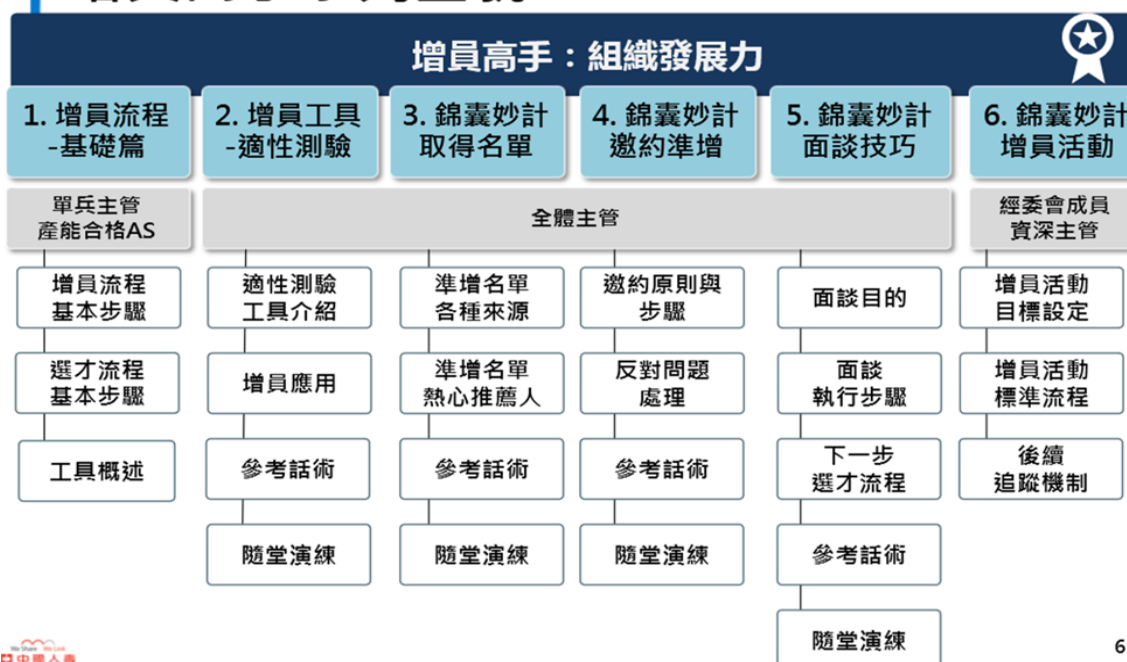 增員高手：組織發展力
1. 增員流程
-基礎篇
2. 增員工具
-適性測驗
3. 錦囊妙計
取得名單
4. 錦囊妙計
邀約準增
5. 錦囊妙計
面談技巧
6. 錦囊妙計
增員活動
單兵主管
產能合格AS
全體主管
經委會成員
資深主管
增員流程
基本步驟
選才流程
基本步驟
工具概述
適性測驗
工具介紹
增員應用
參考話術
隨堂演練
準增名單
各種來源
準增名單
熱心推薦人
參考話術
隨堂演練
邀約原則與
步驟
反對問題
處理
參考話術
隨堂演練
面談目的
面談
執行步驟
下一步
選才流程
參考話術
隨堂演練
增員活動
目標設定
增員活動
標準流程
後續
追蹤機制
We Share We Link
中國人壽
6